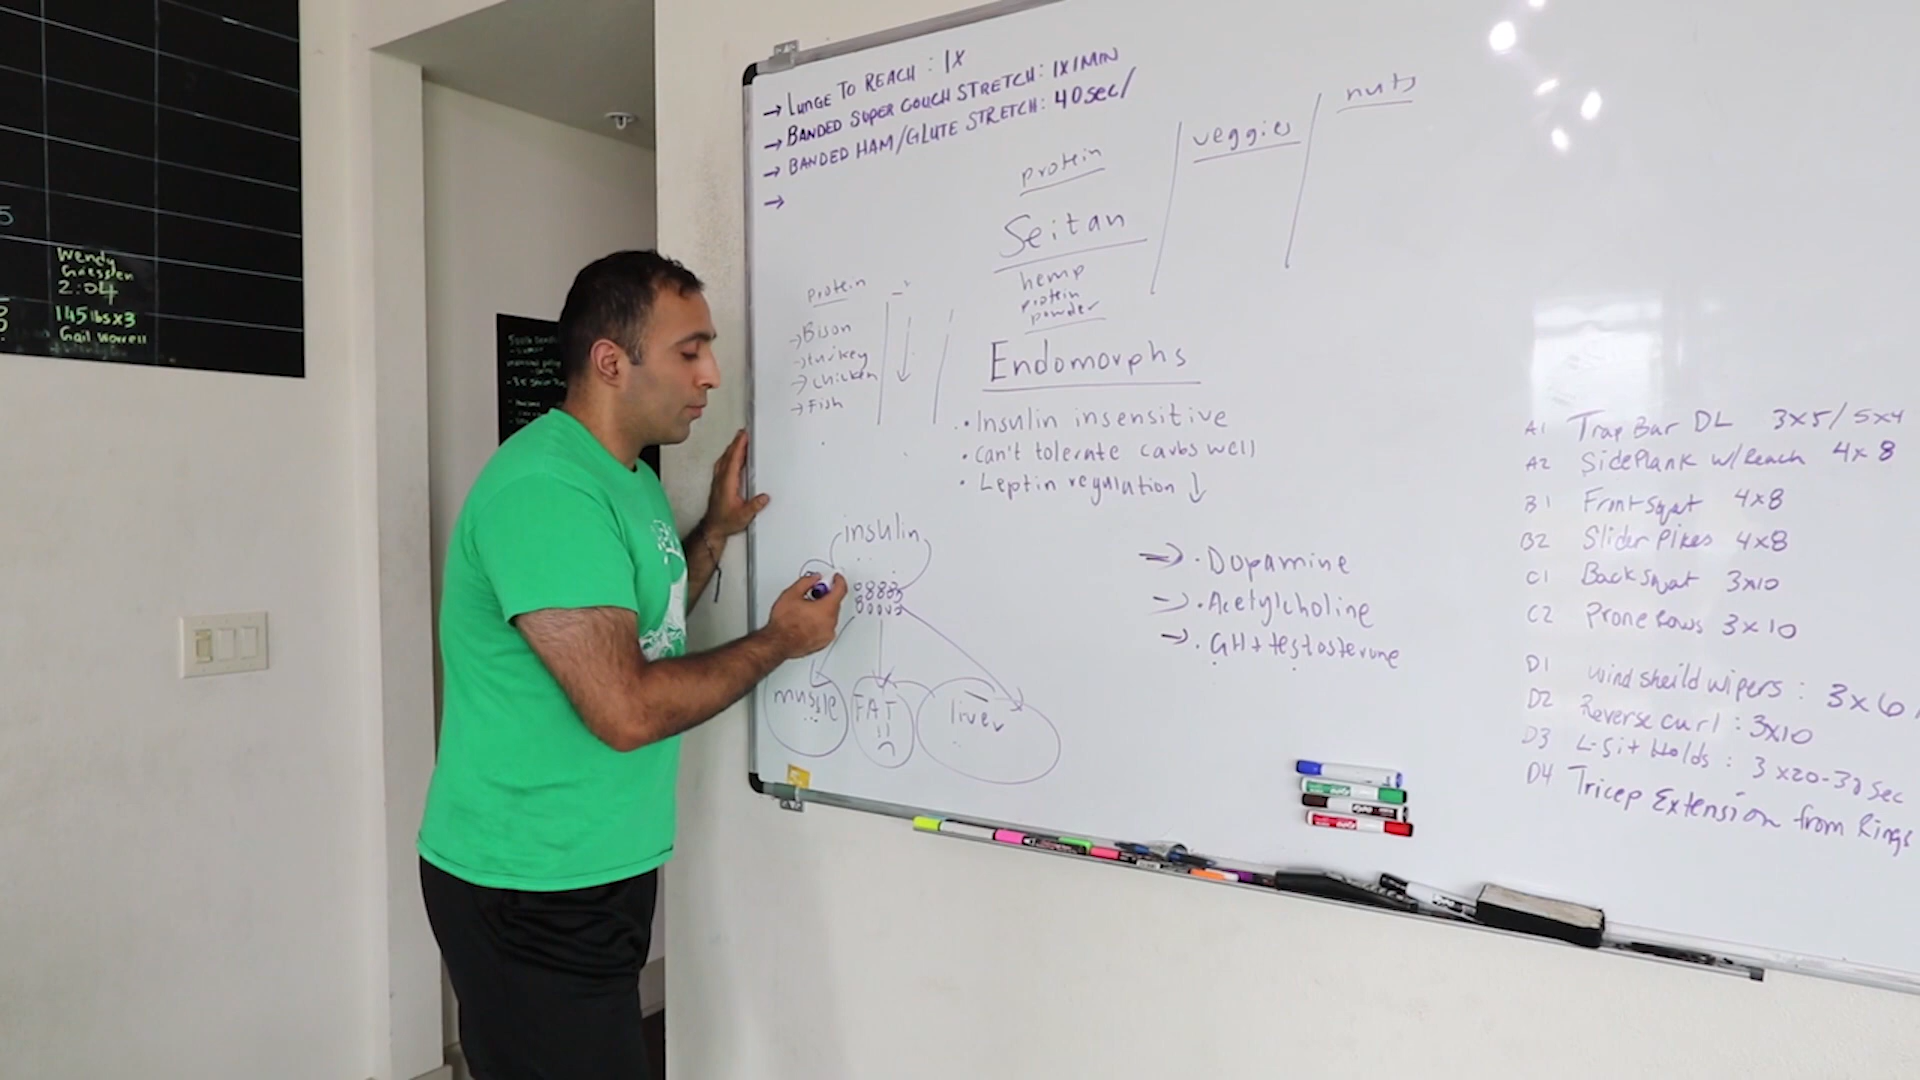 → LUNGE TO REACH : 1X
→ BANDED SUPER COUCH STRETCH: 1X1MIN
→ BANDED HAM/GLUTE STRETCH: 40sec/
→
protein
veggies
nuts
Seitan
hemp
protein
powder
protein
→Bison
→turkey
→chicken
→Fish
Endomorphs
• Insulin insensitive
• Can't tolerate carbs well
• Leptin regulation ↓
insulin
muscle
FAT
liver
→ • Dopamine
→ • Acetylcholine
→ • GH + testosterone
A1 Trap Bar DL 3x5/5x4
A2 SidePlank w/Reach 4x8
B1 Front Squat 4x8
B2 Slider Pikes 4x8
C1 Back Squat 3x10
C2 Prone Rows 3x10
D1 wind sheild wipers : 3x6
D2 Reverse curl : 3x10
D3 L-Sit Holds : 3x20-30 sec
D4 Tricep Extension from Rings
5
Wendy
2:04
145 lbs x3
Gail Worrell